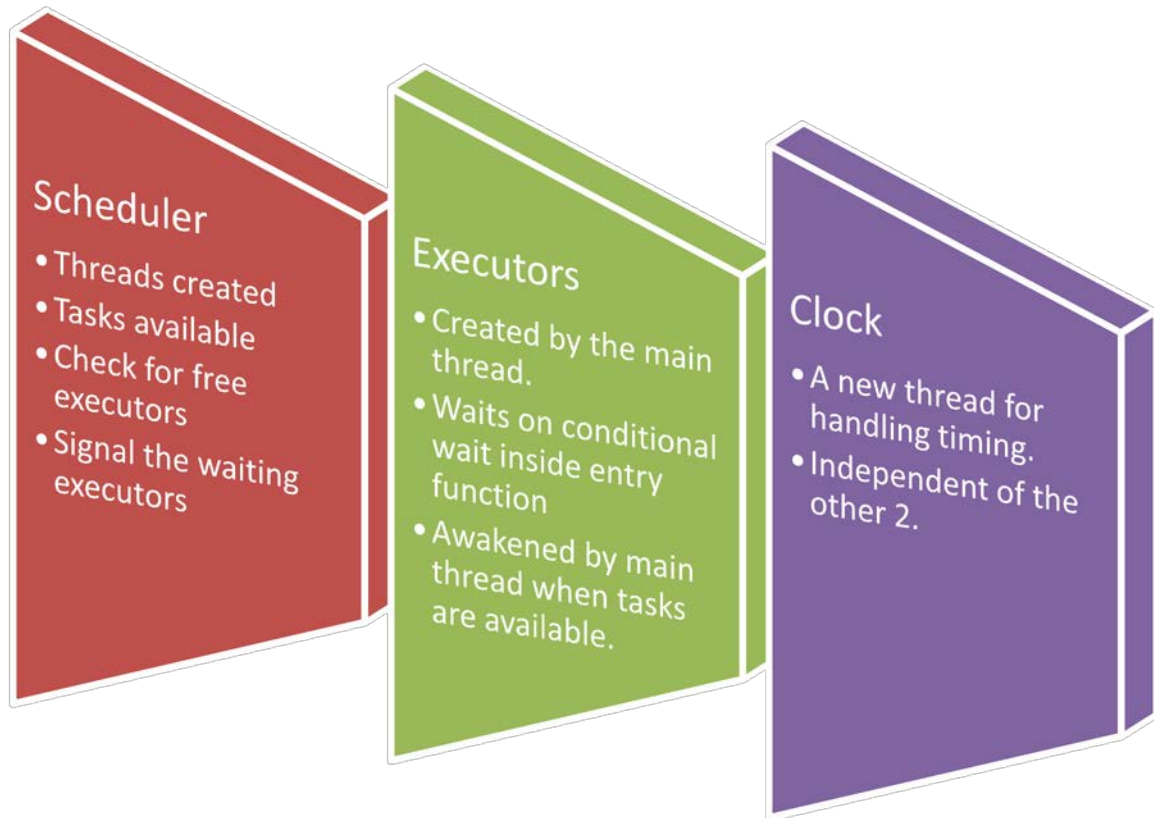 Scheduler
• Threads created
• Tasks available
• Check for free
executors
• Signal the waiting
executors
Executors
• Created by the main
thread.
• Waits on conditional
wait inside entry
function
• Awakened by main
thread when tasks
are available.
Clock
• A new thread for
handling timing.
• Independent of the
other 2.